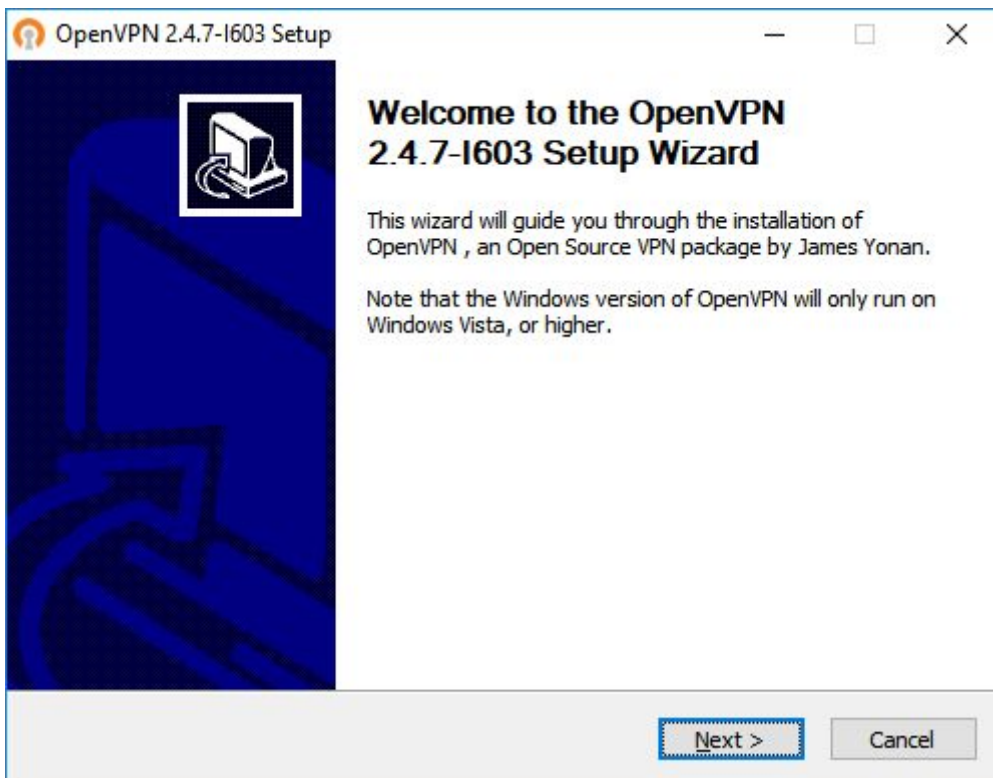 OpenVPN 2.4.7-I603 Setup
Welcome to the OpenVPN
2.4.7-I603 Setup Wizard
This wizard will guide you through the installation of
OpenVPN , an Open Source VPN package by James Yonan.
Note that the Windows version of OpenVPN will only run on
Windows Vista, or higher.
Next > Cancel